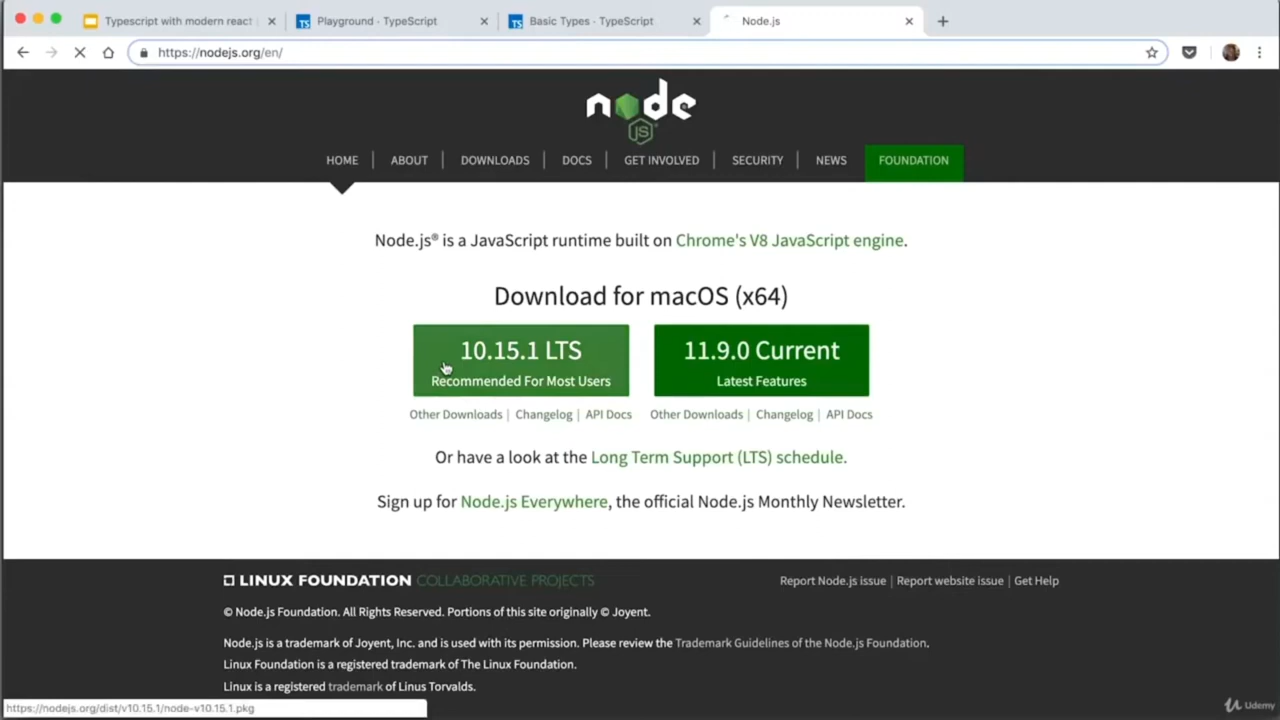 Typescript with modern react
Playground · TypeScript
Basic Types · TypeScript
Node.js
https://nodejs.org/en/
node
JS
HOME
ABOUT
DOWNLOADS
DOCS
GET INVOLVED
SECURITY
NEWS
FOUNDATION
Node.js® is a JavaScript runtime built on Chrome's V8 JavaScript engine.
Download for macOS (x64)
10.15.1 LTS
Recommended For Most Users
11.9.0 Current
Latest Features
Other Downloads | Changelog | API Docs
Other Downloads | Changelog | API Docs
Or have a look at the Long Term Support (LTS) schedule.
Sign up for Node.js Everywhere, the official Node.js Monthly Newsletter.
LINUX FOUNDATION COLLABORATIVE PROJECTS
Report Node.js issue | Report website issue | Get Help
© Node.js Foundation. All Rights Reserved. Portions of this site originally © Joyent.
Node.js is a trademark of Joyent, Inc. and is used with its permission. Please review the Trademark Guidelines of the Node.js Foundation.
Linux Foundation is a registered trademark of The Linux Foundation.
Linux is a registered trademark of Linus Torvalds.
https://nodejs.org/dist/v10.15.1/node-v10.15.1.pkg
Udemy